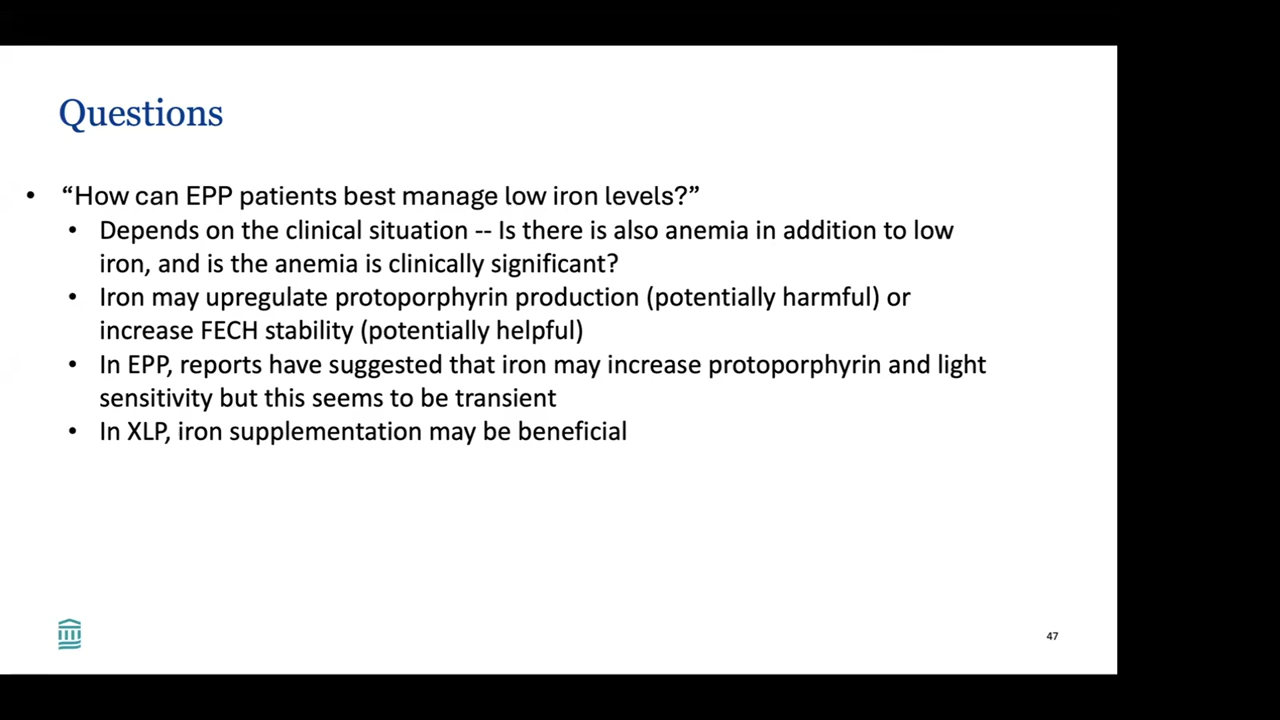 Questions
• “How can EPP patients best manage low iron levels?”
• Depends on the clinical situation -- Is there is also anemia in addition to low
iron, and is the anemia is clinically significant?
• Iron may upregulate protoporphyrin production (potentially harmful) or
increase FECH stability (potentially helpful)
• In EPP, reports have suggested that iron may increase protoporphyrin and light
sensitivity but this seems to be transient
• In XLP, iron supplementation may be beneficial
47